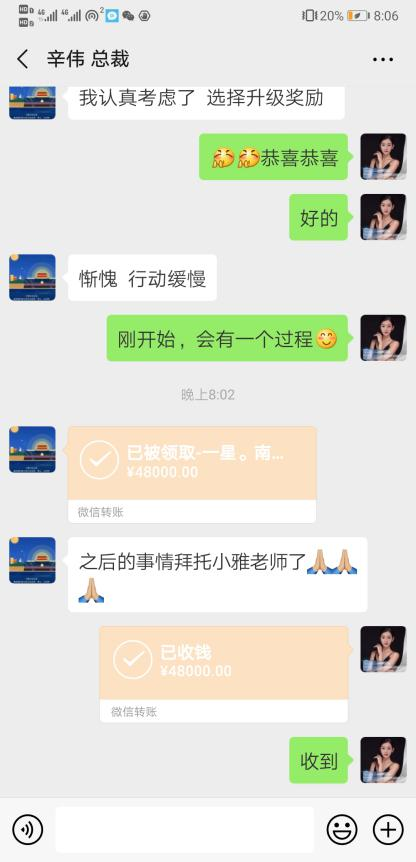 20% 8:06
辛伟 总裁
我认真考虑了 选择升级奖励
恭喜恭喜
好的
惭愧 行动缓慢
刚开始，会有一个过程
晚上8:02
已被领取-一星。南...
¥48000.00
微信转账
之后的事情拜托小雅老师了
已收钱
¥48000.00
微信转账
收到